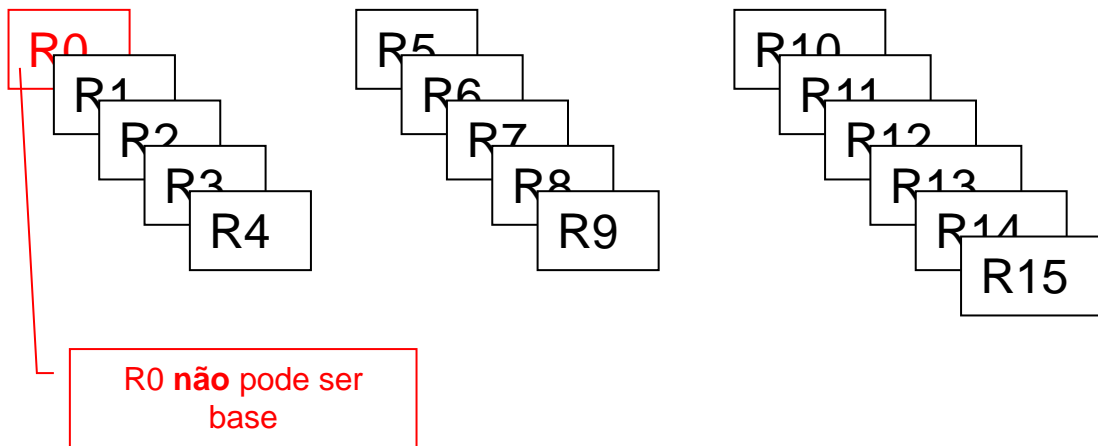 R0
R1
R2
R3
R4
R5
R6
R7
R8
R9
R10
R11
R12
R13
R14
R15
R0 não pode ser
base